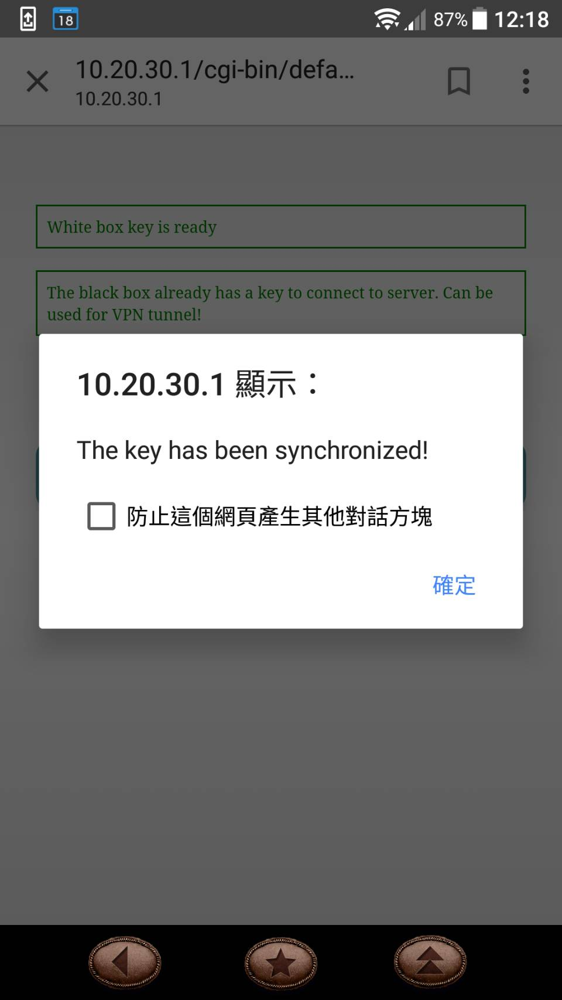 18
87%
12:18
10.20.30.1/cgi-bin/defa...
10.20.30.1
White box key is ready
The black box already has a key to connect to server. Can be
used for VPN tunnel!
10.20.30.1 顯示：
The key has been synchronized!
防止這個網頁產生其他對話方塊
確定